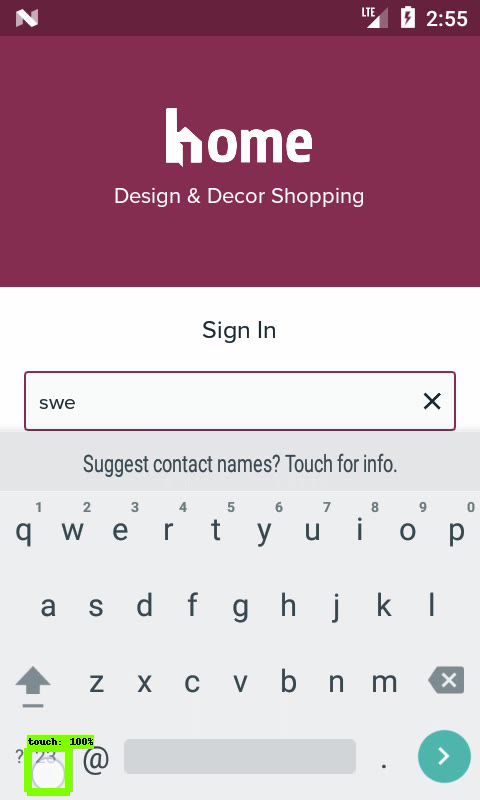 LTE 2:55
home
Design & Decor Shopping
Sign In
swe
Suggest contact names? Touch for info.
1 2 3 4 5 6 7 8 9 0
q w e r t y u i o p
a s d f g h j k l
z x c v b n m
touch: 100%
?123 @ .